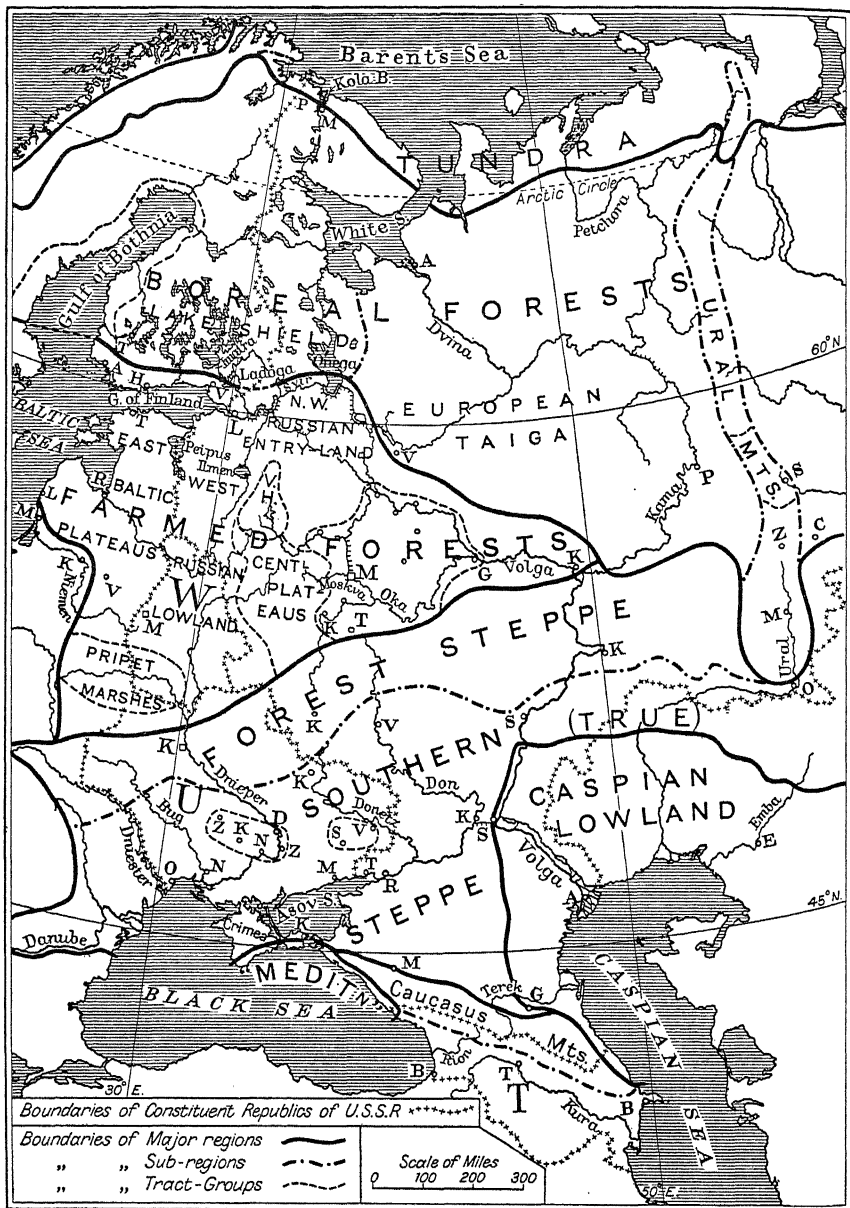 Barents Sea
Kola B.
P
M
TUNDRA
Arctic Circle
Petchora
White S.
A
Gulf of Bothnia
BOREAL FORESTS
LAKE SHIELD
Dvina
URAL MTS
60°N
T
Onega
Ladoga
A H
V
G. of Finland
L
N.W.
RUSSIAN
ENTRY-LAND
EUROPEAN
TAIGA
V
BALTIC
SEA
T
EAST
BALTIC
Peipus
Ilmen
WEST
R
V
H
Kama
P
S
L
M
FARMED FORESTS
PLATEAUS
RUSSIAN
LOWLAND
CENTL
PLAT
EAUS
M
Moskva
Oka
G
Volga
K
Z
C
K
Niemen
V
W
M
K
T
M
Ural
O
PRIPET
MARSHES
FOREST STEPPE
K
K
K
V
S
SOUTHERN (TRUE)
STEPPE
K
Dnieper
U
Bug
Dniester
D
Z K N
Z
S V
Donetz
Don
K
S
CASPIAN
LOWLAND
Emba
E
Volga
A
O
N
M
T
R
Asov S.
Crimea
K
45°N.
Danube
MEDITN.
BLACK SEA
M
Caucasus
Mts.
Terek
G
CASPIAN SEA
B
Rion
T
T
Kura
B
30°E.
50°E.
Boundaries of Constituent Republics of U.S.S.R
Boundaries of Major regions
„ „ Sub-regions
„ „ Tract-Groups
Scale of Miles
0 100 200 300